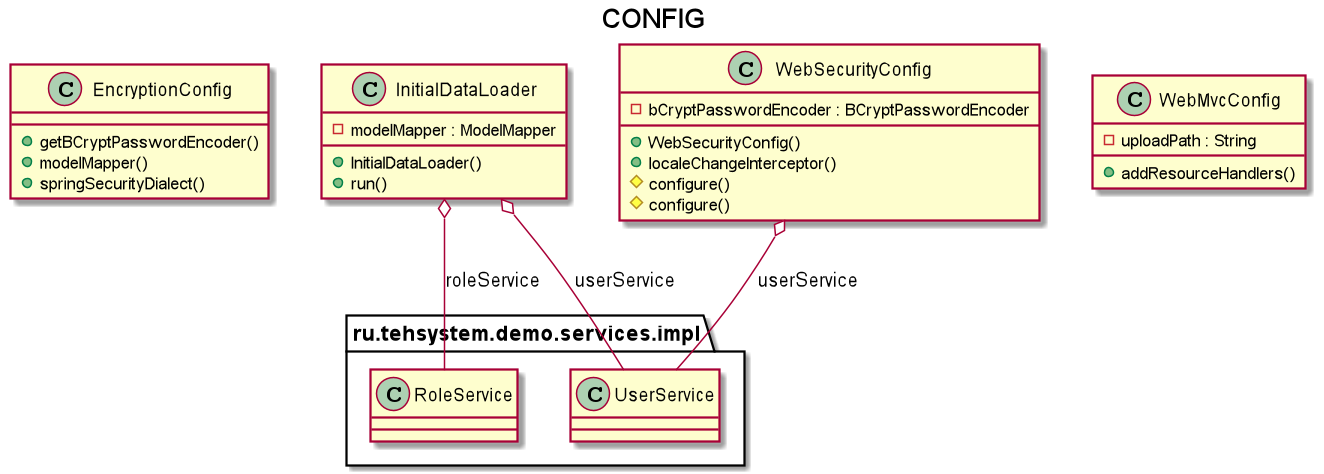 CONFIG
C EncryptionConfig
getBCryptPasswordEncoder()
modelMapper()
springSecurityDialect()
C InitialDataLoader
modelMapper : ModelMapper
InitialDataLoader()
run()
C WebSecurityConfig
bCryptPasswordEncoder : BCryptPasswordEncoder
WebSecurityConfig()
localeChangeInterceptor()
configure()
configure()
C WebMvcConfig
uploadPath : String
addResourceHandlers()
roleService
userService
userService
ru.tehsystem.demo.services.impl
C RoleService
C UserService